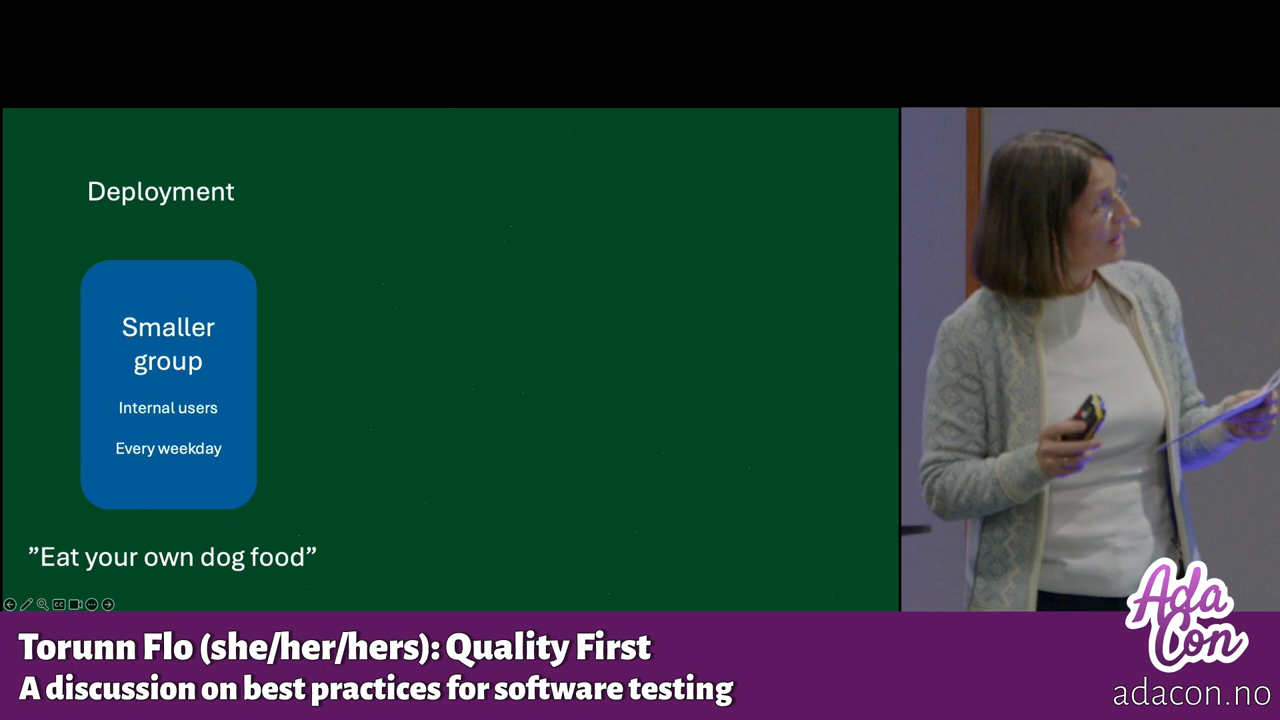 Deployment
Smaller
group
Internal users
Every weekday
”Eat your own dog food”
Torunn Flo (she/her/hers): Quality First
A discussion on best practices for software testing
Ada
Con
adacon.no